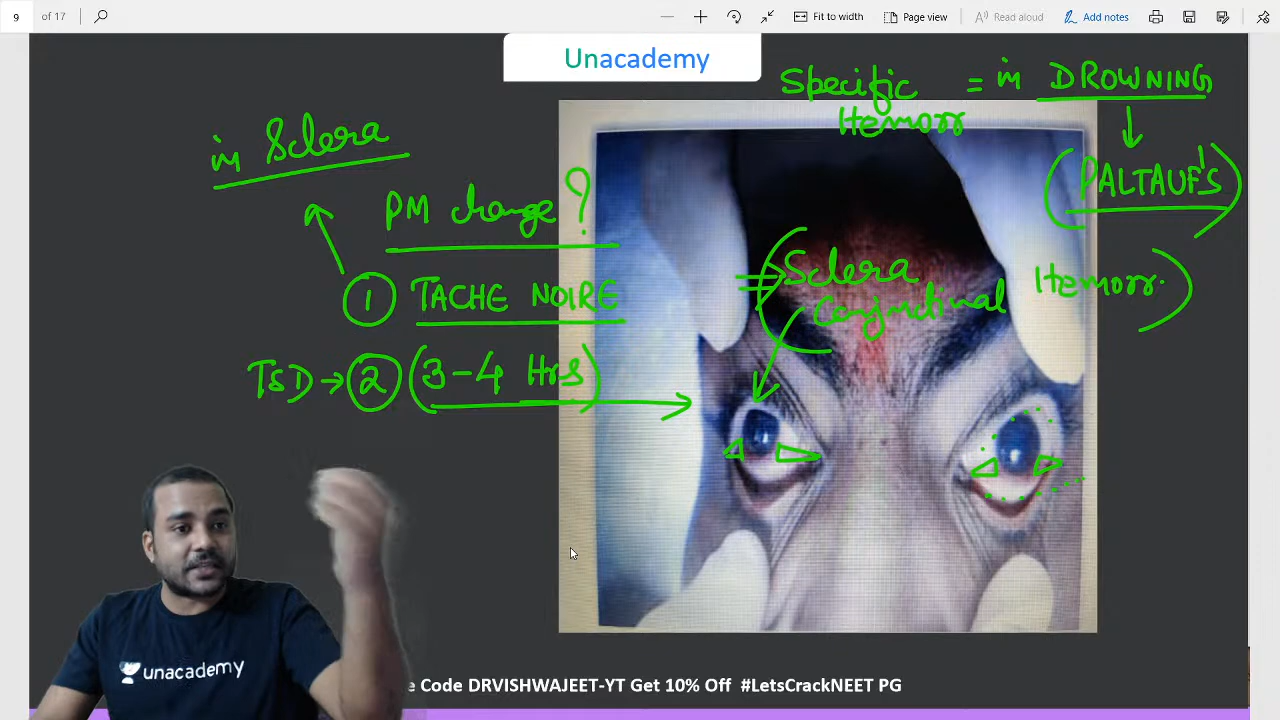 9 of 17
Fit to width
Page view
Read aloud
Add notes
Unacademy
Specific Hemorr = in DROWNING
(PALTAUF'S)
in Sclera
PM change ?
1 TACHE NOIRE
TSD → 2 (3-4 Hrs)
= (Sclera
Conjnctinal Hemorr.)
unacademy
e Code DRVISHWAJEET-YT Get 10% Off #LetsCrackNEET PG